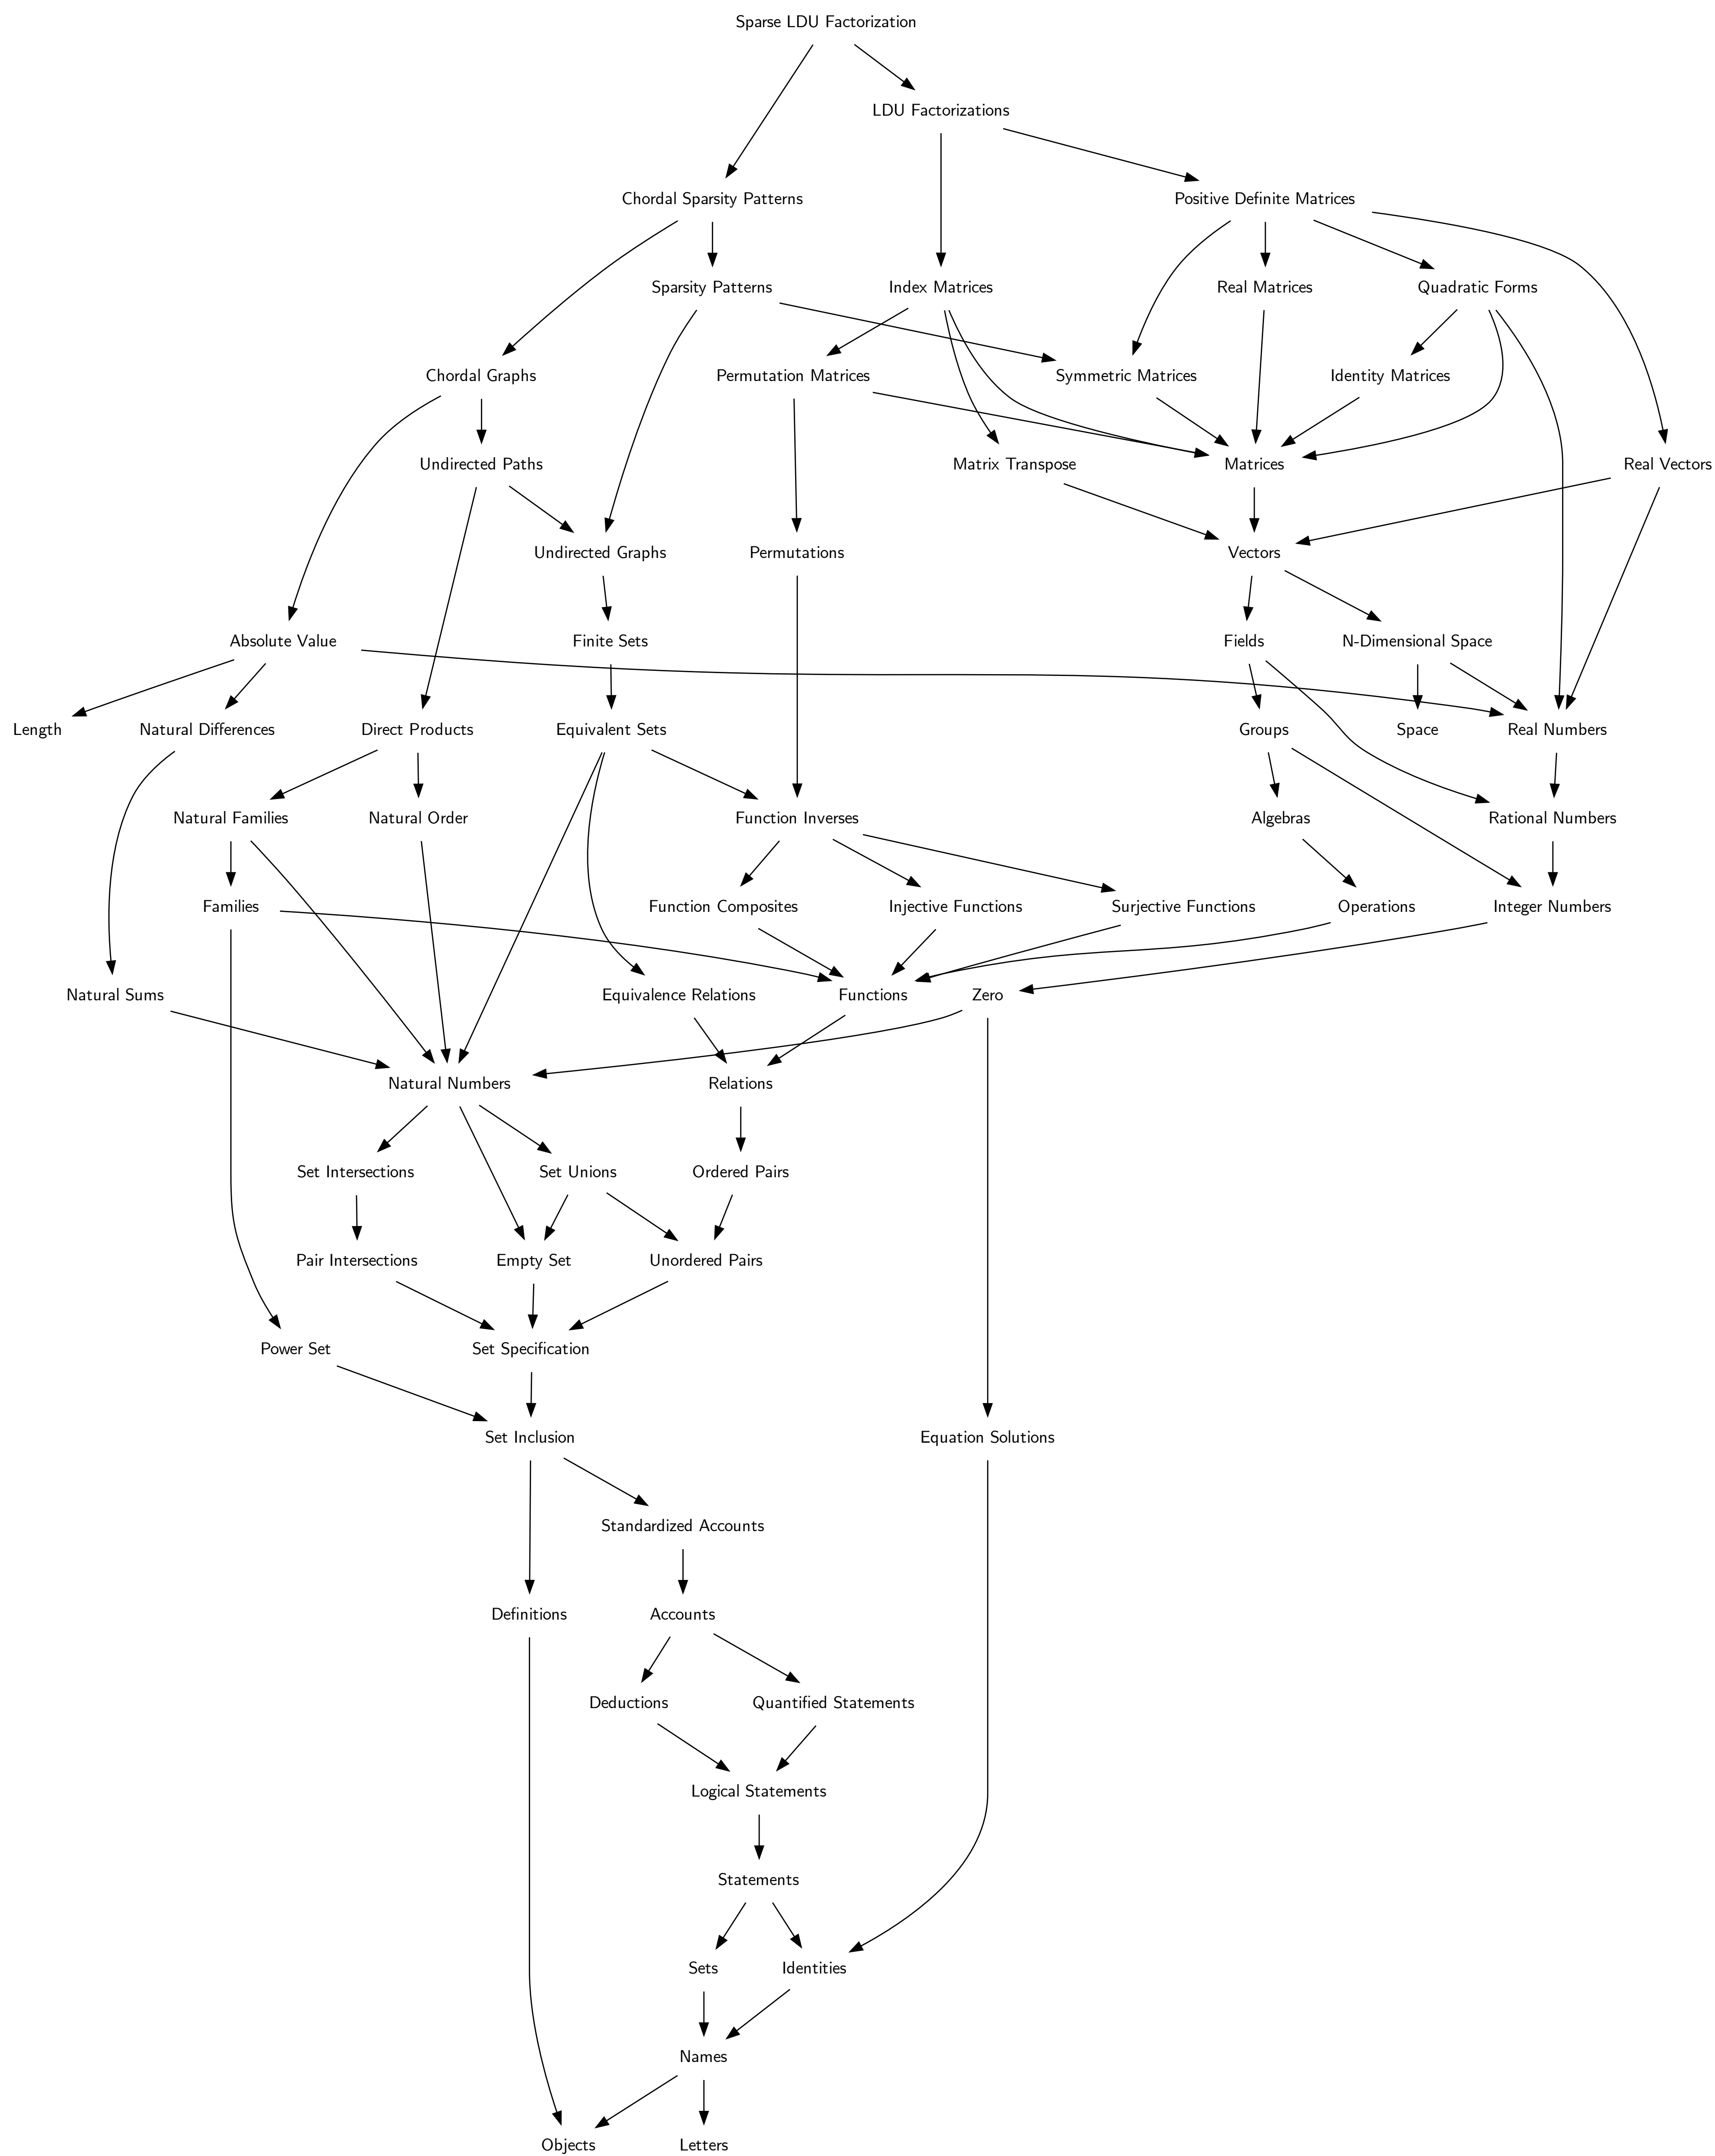 Sparse LDU Factorization
LDU Factorizations
Chordal Sparsity Patterns
Positive Definite Matrices
Sparsity Patterns
Index Matrices
Real Matrices
Quadratic Forms
Chordal Graphs
Permutation Matrices
Symmetric Matrices
Identity Matrices
Undirected Paths
Matrix Transpose
Matrices
Real Vectors
Undirected Graphs
Permutations
Vectors
Absolute Value
Finite Sets
Fields
N-Dimensional Space
Length
Natural Differences
Direct Products
Equivalent Sets
Groups
Space
Real Numbers
Natural Families
Natural Order
Function Inverses
Algebras
Rational Numbers
Families
Function Composites
Injective Functions
Surjective Functions
Operations
Integer Numbers
Natural Sums
Equivalence Relations
Functions
Zero
Natural Numbers
Relations
Set Intersections
Set Unions
Ordered Pairs
Pair Intersections
Empty Set
Unordered Pairs
Power Set
Set Specification
Set Inclusion
Equation Solutions
Standardized Accounts
Definitions
Accounts
Deductions
Quantified Statements
Logical Statements
Statements
Sets
Identities
Names
Objects
Letters